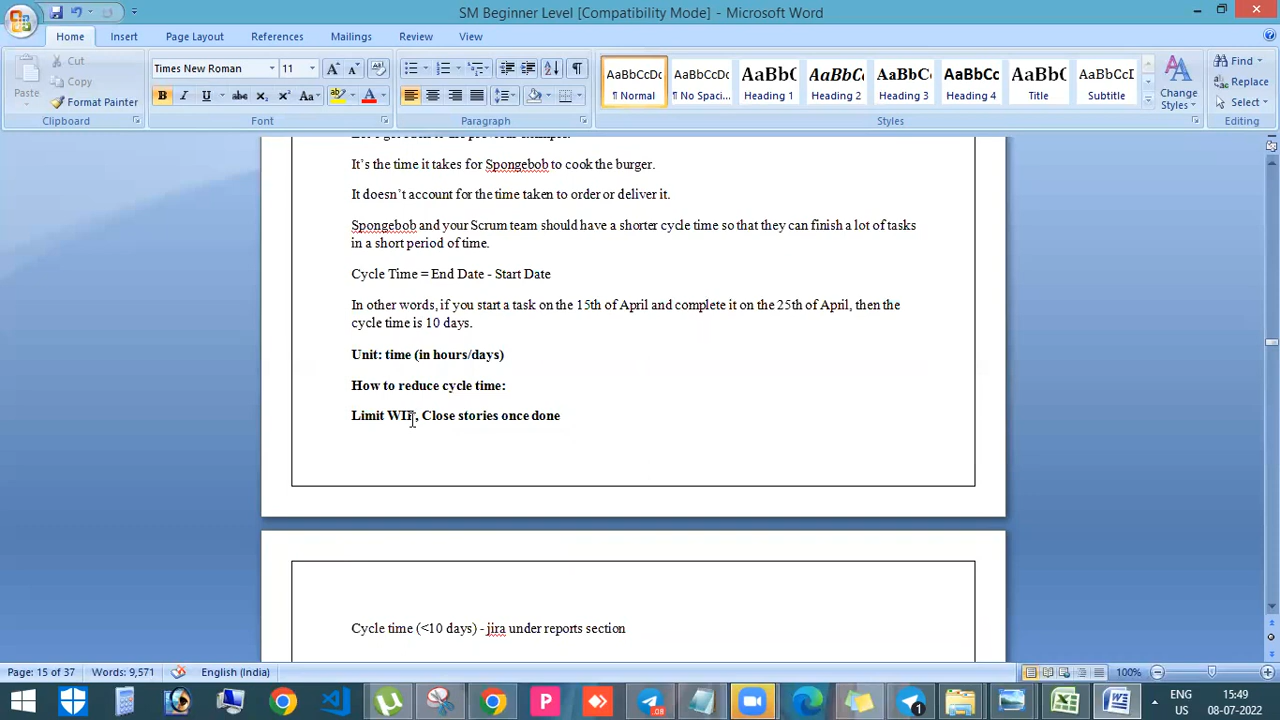 SM Beginner Level [Compatibility Mode] - Microsoft Word
Home Insert Page Layout References Mailings Review View
Paste Cut Copy Format Painter Clipboard
Times New Roman 11 Font
Paragraph
AaBbCcDc ¶ Normal AaBbCcDc ¶ No Spaci... AaBbC Heading 1 AaBbCc Heading 2 AaBbCc Heading 3 AaBbCc Heading 4 AaBbC Title AaBbCcI Subtitle Change Styles Styles
Find Replace Select Editing
It's the time it takes for Spongebob to cook the burger.
It doesn't account for the time taken to order or deliver it.
Spongebob and your Scrum team should have a shorter cycle time so that they can finish a lot of tasks
in a short period of time.
Cycle Time = End Date - Start Date
In other words, if you start a task on the 15th of April and complete it on the 25th of April, then the
cycle time is 10 days.
Unit: time (in hours/days)
How to reduce cycle time:
Limit WIP, Close stories once done
Cycle time (<10 days) - jira under reports section
Page: 15 of 37 Words: 9,571 English (India) 100%
ENG US 15:49 08-07-2022